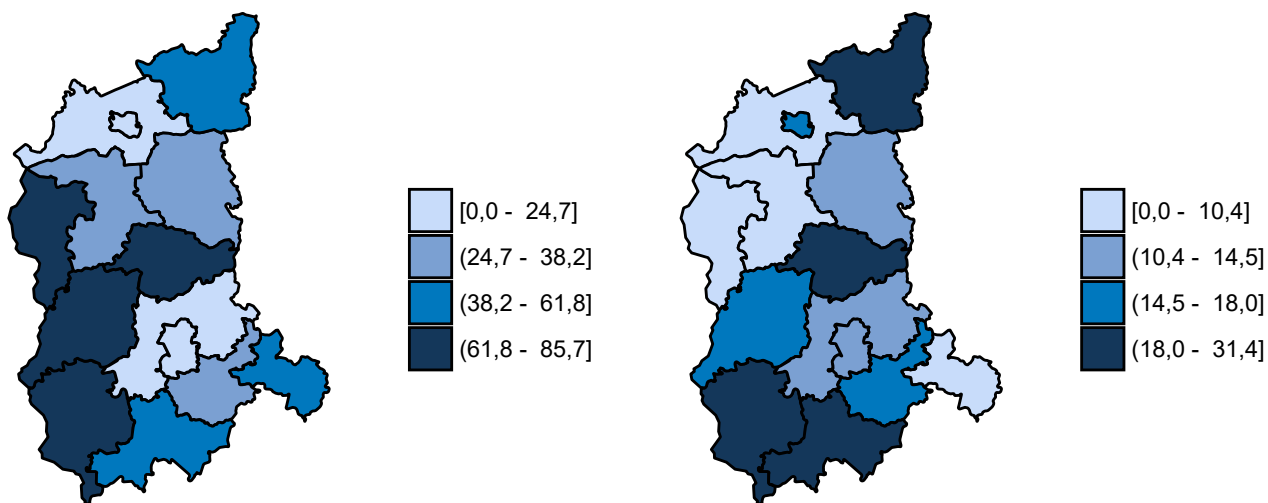 [0,0 - 24,7]
(24,7 - 38,2]
(38,2 - 61,8]
(61,8 - 85,7]
[0,0 - 10,4]
(10,4 - 14,5]
(14,5 - 18,0]
(18,0 - 31,4]